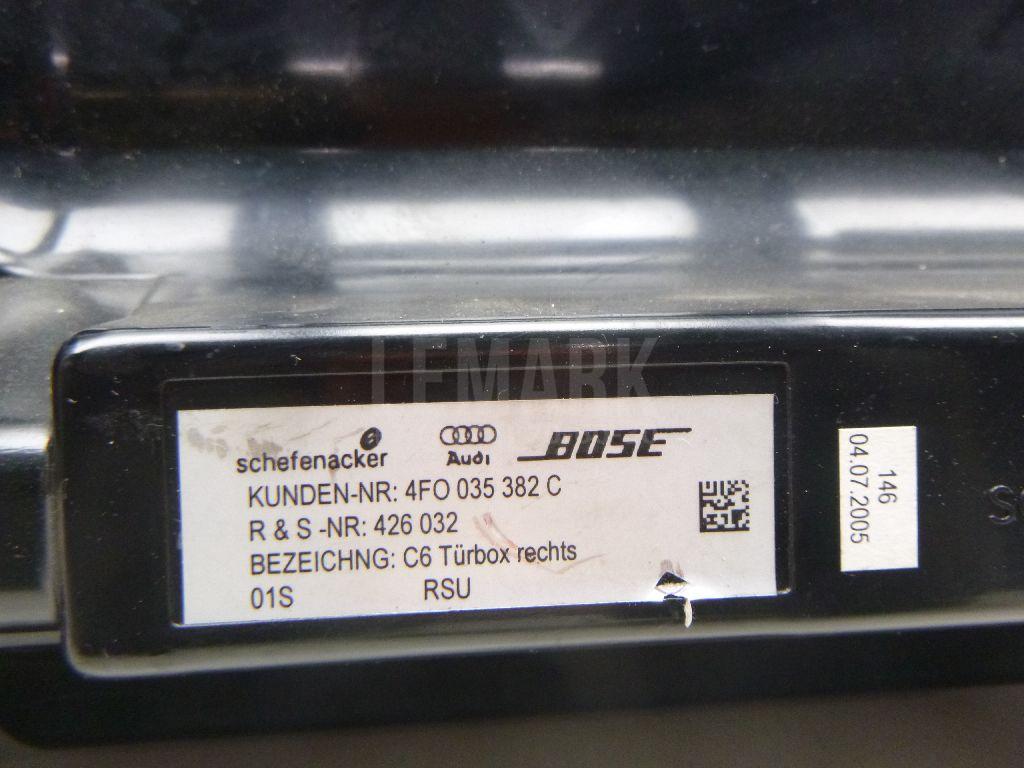 LEMARK
schefenacker Audi BOSE
KUNDEN-NR: 4FO 035 382 C
R & S -NR: 426 032
BEZEICHNG: C6 Türbox rechts
01S RSU
146
04.07.2005